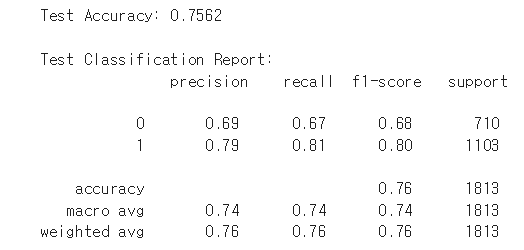 Test Accuracy: 0.7562
Test Classification Report:
precision recall f1-score support
0 0.69 0.67 0.68 710
1 0.79 0.81 0.80 1103
accuracy 0.76 1813
macro avg 0.74 0.74 0.74 1813
weighted avg 0.76 0.76 0.76 1813